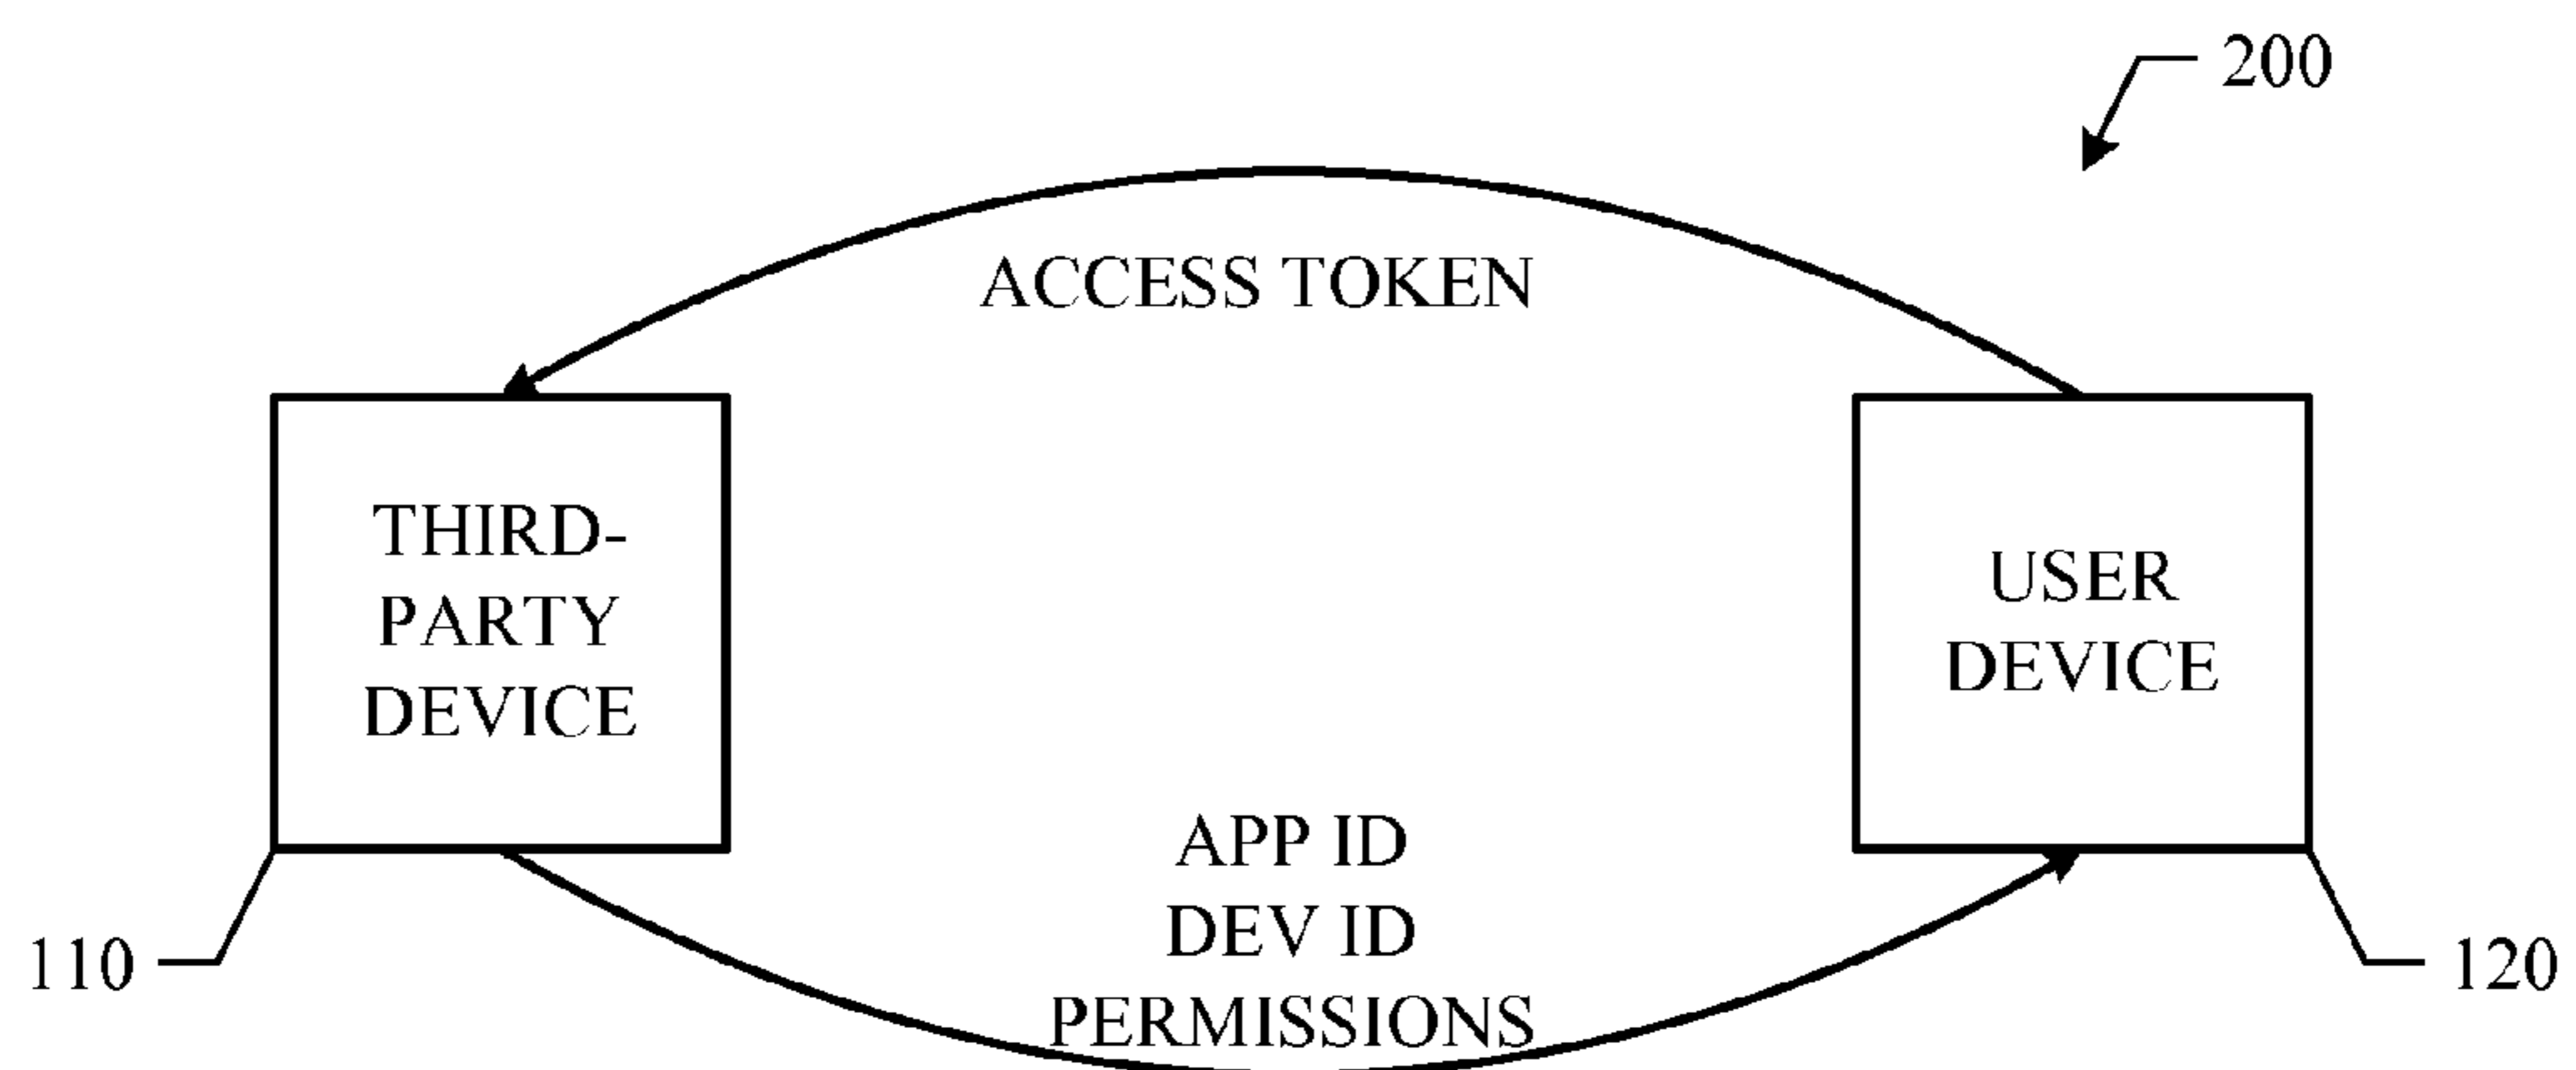 200
ACCESS TOKEN
THIRD-
PARTY
DEVICE
USER
DEVICE
APP ID
DEV ID
PERMISSIONS
110
120